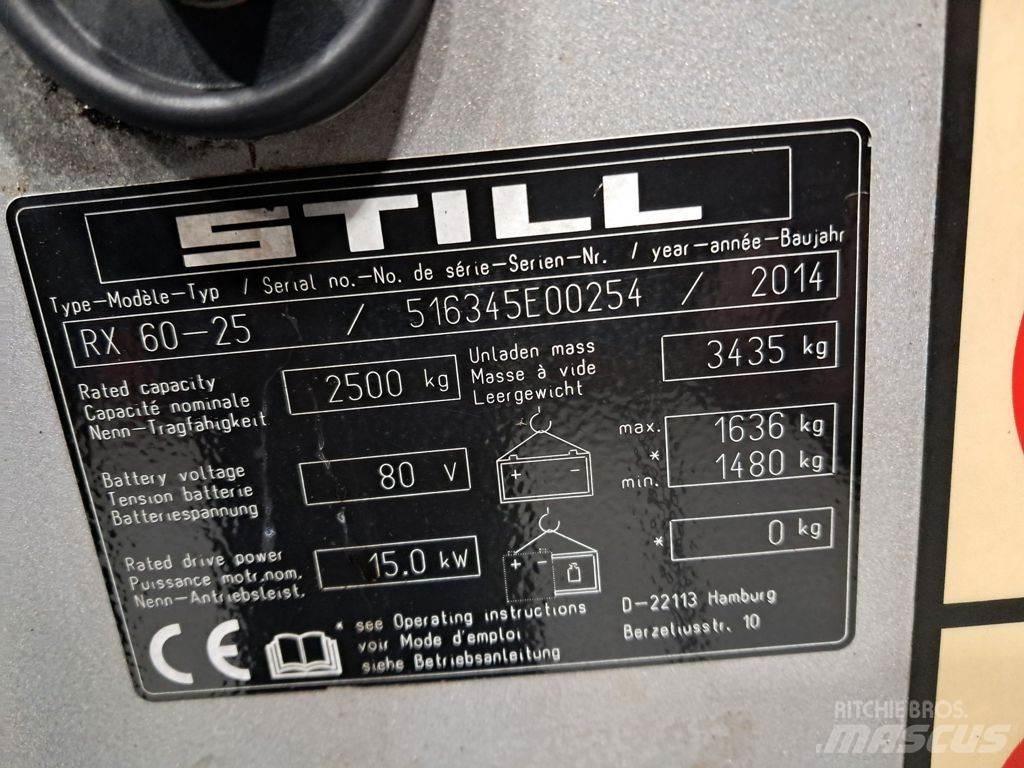 STILL
Type-Modèle-Typ / Serial no.-No. de série-Serien-Nr. / year-année-Baujahr
RX 60-25 / 516345E00254 / 2014
Rated capacity
Capacité nominale
Nenn-Tragfähigkeit
2500 kg
Unladen mass
Masse à vide
Leergewicht
3435 kg
Battery voltage
Tension batterie
Batteriespannung
80 V
+ -
max. 1636 kg
* 1480 kg
min.
Rated drive power
Puissance motr.nom.
Nenn-Antriebsleist.
15.0 kW
+ -
* 0 kg
* see Operating instructions
voir Mode d'emploi
siehe Betriebsanleitung
D-22113 Hamburg
Berzeliusstr. 10
CE
RITCHIE BROS.
MASCUS